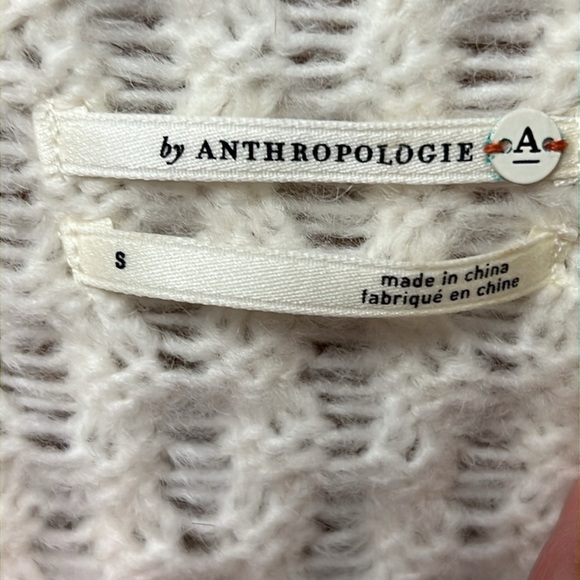 by ANTHROPOLOGIE A
S
made in china
fabriqué en chine